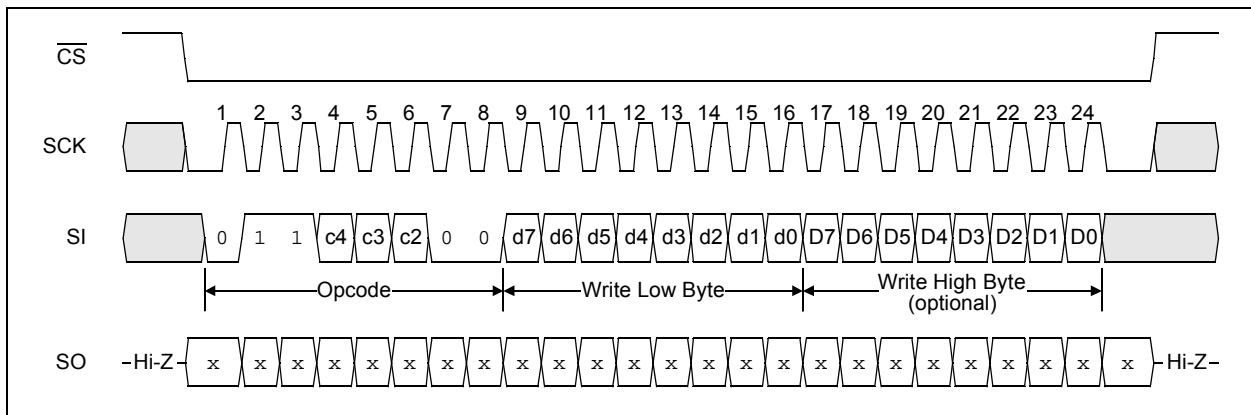 CS
1 2 3 4 5 6 7 8 9 10 11 12 13 14 15 16 17 18 19 20 21 22 23 24
SCK
SI 0 1 1 c4 c3 c2 0 0 d7 d6 d5 d4 d3 d2 d1 d0 D7 D6 D5 D4 D3 D2 D1 D0
Opcode Write Low Byte Write High Byte
(optional)
SO Hi-Z x x x x x x x x x x x x x x x x x x x x x x x x x Hi-Z